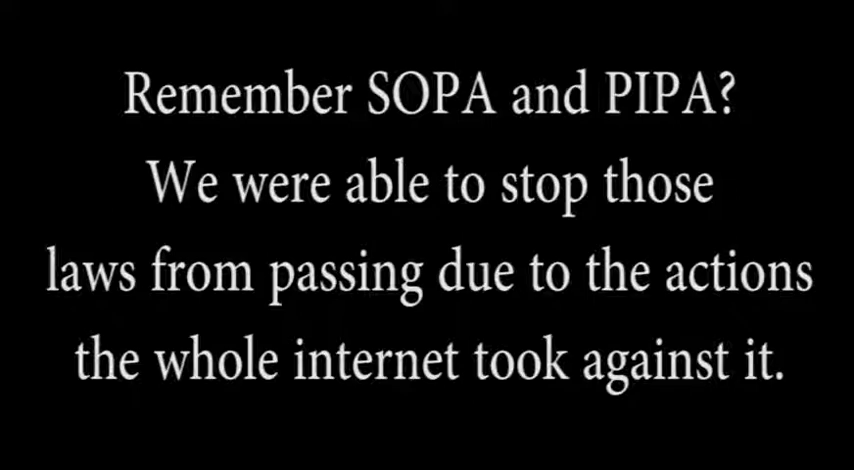 Remember SOPA and PIPA?
We were able to stop those
laws from passing due to the actions
the whole internet took against it.